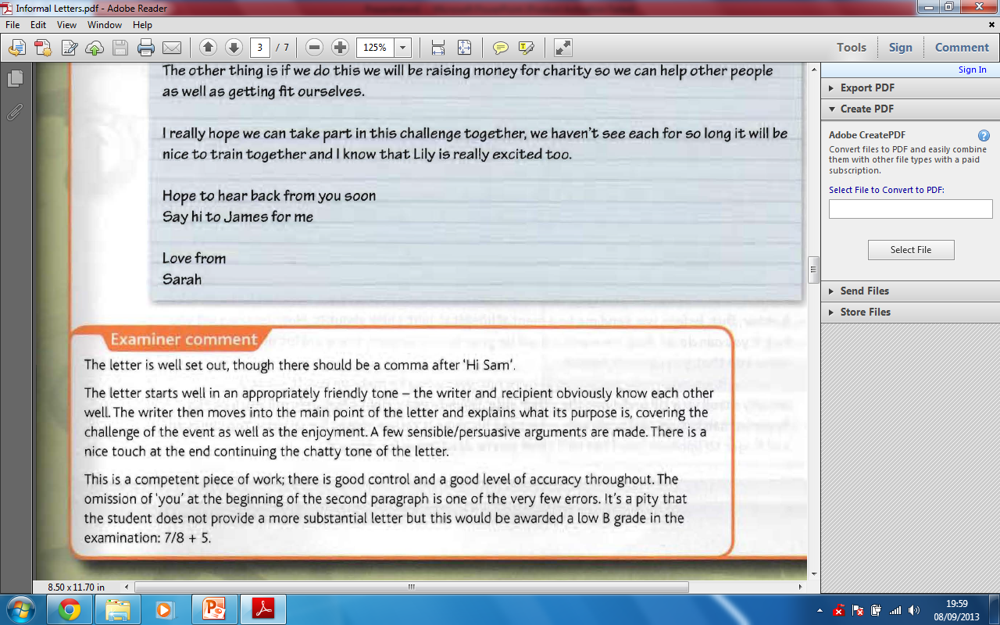 Informal Letters.pdf - Adobe Reader
File Edit View Window Help
3 / 7 125% Tools Sign Comment
Sign In
The other thing is if we do this we will be raising money for charity so we can help other people
as well as getting fit ourselves.
I really hope we can take part in this challenge together, we haven't see each for so long it will be
nice to train together and I know that Lily is really excited too.
Hope to hear back from you soon
Say hi to James for me
Love from
Sarah
Examiner comment
The letter is well set out, though there should be a comma after 'Hi Sam'.
The letter starts well in an appropriately friendly tone – the writer and recipient obviously know each other
well. The writer then moves into the main point of the letter and explains what its purpose is, covering the
challenge of the event as well as the enjoyment. A few sensible/persuasive arguments are made. There is a
nice touch at the end continuing the chatty tone of the letter.
This is a competent piece of work; there is good control and a good level of accuracy throughout. The
omission of 'you' at the beginning of the second paragraph is one of the very few errors. It's a pity that
the student does not provide a more substantial letter but this would be awarded a low B grade in the
examination: 7/8 + 5.
Export PDF
Create PDF
Adobe CreatePDF
Convert files to PDF and easily combine
them with other file types with a paid
subscription.
Select File to Convert to PDF:
Select File
Send Files
Store Files
8.50 x 11.70 in
19:59
08/09/2013